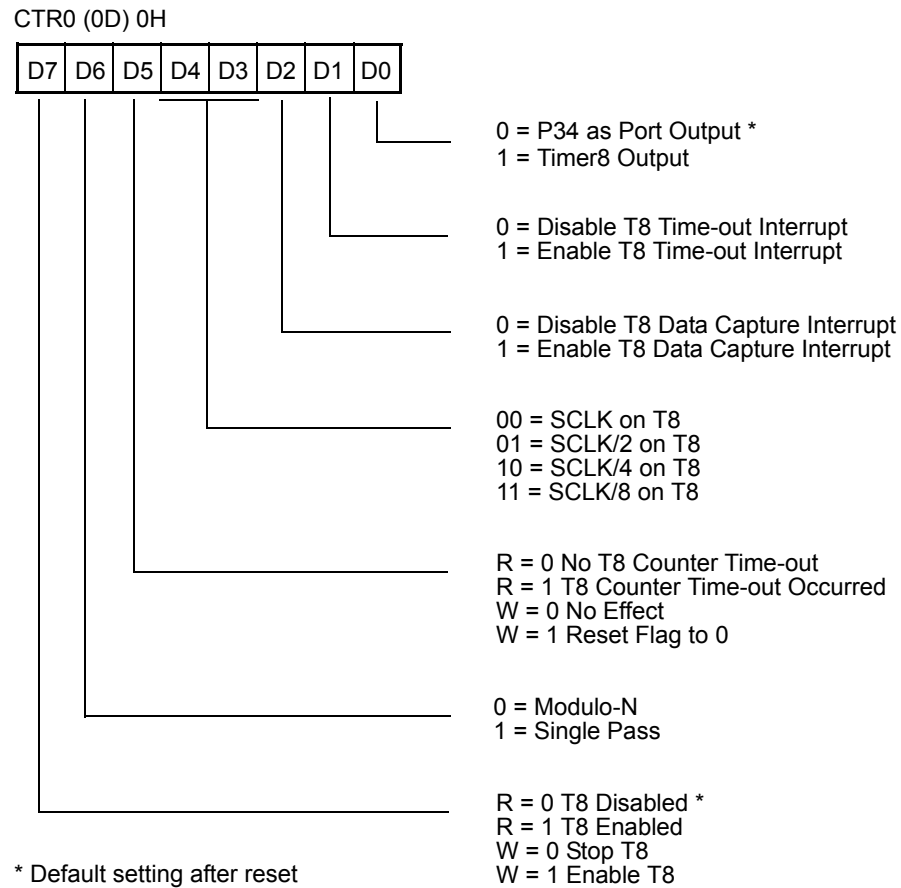 CTR0 (0D) 0H
D7 D6 D5 D4 D3 D2 D1 D0
0 = P34 as Port Output *
1 = Timer8 Output
0 = Disable T8 Time-out Interrupt
1 = Enable T8 Time-out Interrupt
0 = Disable T8 Data Capture Interrupt
1 = Enable T8 Data Capture Interrupt
00 = SCLK on T8
01 = SCLK/2 on T8
10 = SCLK/4 on T8
11 = SCLK/8 on T8
R = 0 No T8 Counter Time-out
R = 1 T8 Counter Time-out Occurred
W = 0 No Effect
W = 1 Reset Flag to 0
0 = Modulo-N
1 = Single Pass
R = 0 T8 Disabled *
R = 1 T8 Enabled
W = 0 Stop T8
W = 1 Enable T8
* Default setting after reset